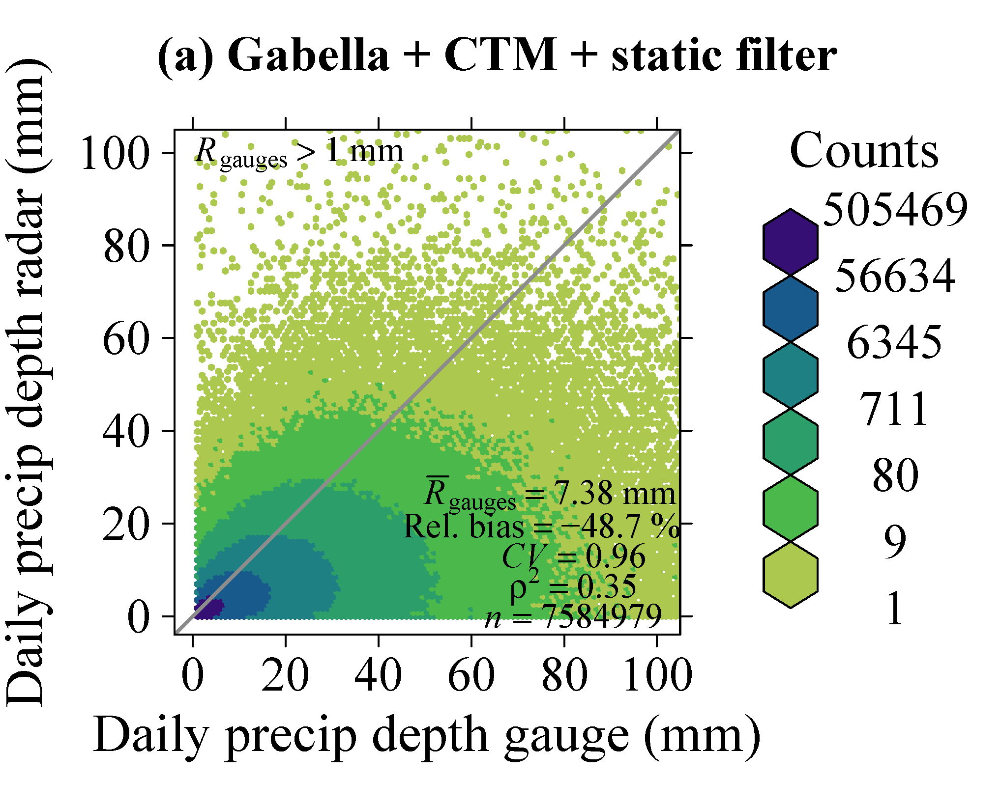 (a) Gabella + CTM + static filter
Daily precip depth radar (mm)
100
80
60
40
20
0
R gauges > 1 mm
R̅ gauges = 7.38 mm
Rel. bias = −48.7 %
CV = 0.96
ρ² = 0.35
n = 7584979
0 20 40 60 80 100
Daily precip depth gauge (mm)
Counts
505469
56634
6345
711
80
9
1